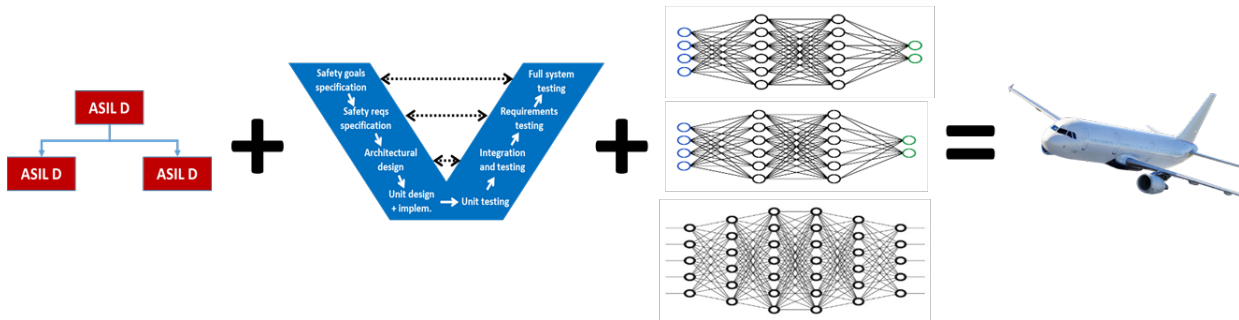 ASIL D
ASIL D
ASIL D
Safety goals
specification
Safety reqs
specification
Architectural
design
Unit design
+ implem.
Unit testing
Integration
and testing
Requirements
testing
Full system
testing